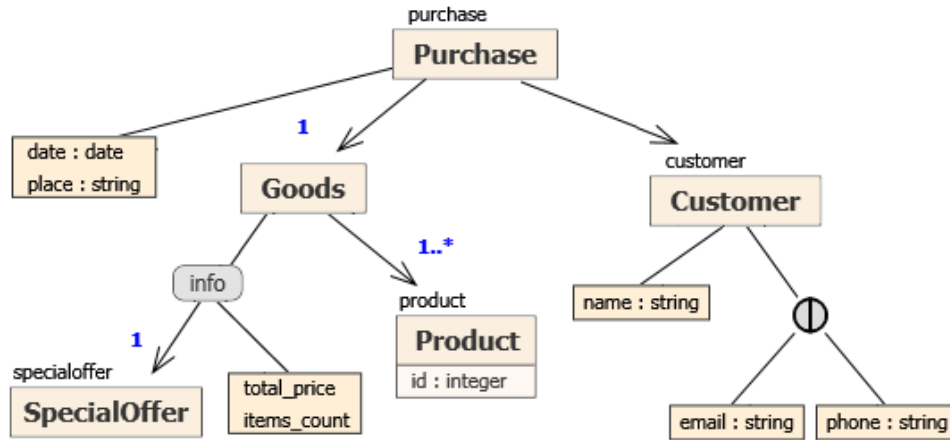 purchase
Purchase
date : date
place : string
1
Goods
customer
Customer
info
1..*
name : string
product
Product
id : integer
1
specialoffer
SpecialOffer
total_price
items_count
email : string
phone : string